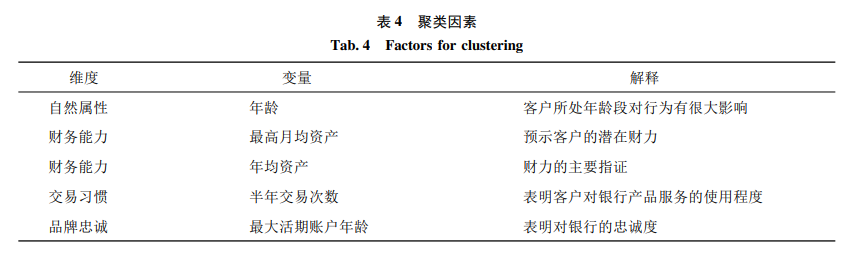 表 4 聚类因素
Tab. 4 Factors for clustering
维度 变量 解释
自然属性 年龄 客户所处年龄段对行为有很大影响
财务能力 最高月均资产 预示客户的潜在财力
财务能力 年均资产 财力的主要指证
交易习惯 半年交易次数 表明客户对银行产品服务的使用程度
品牌忠诚 最大活期账户年龄 表明对银行的忠诚度